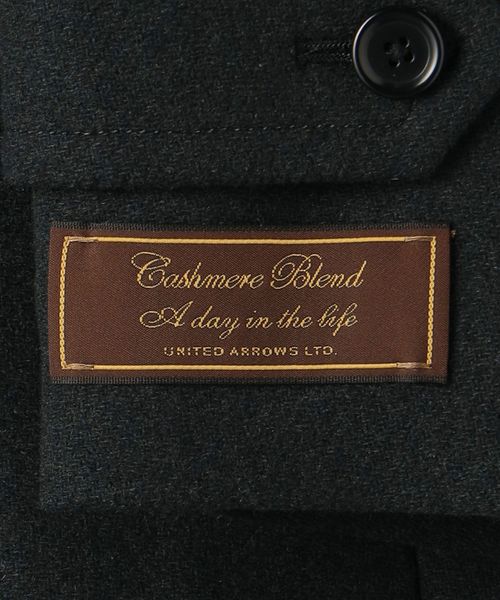 Cashmere Blend
A day in the life
UNITED ARROWS LTD.